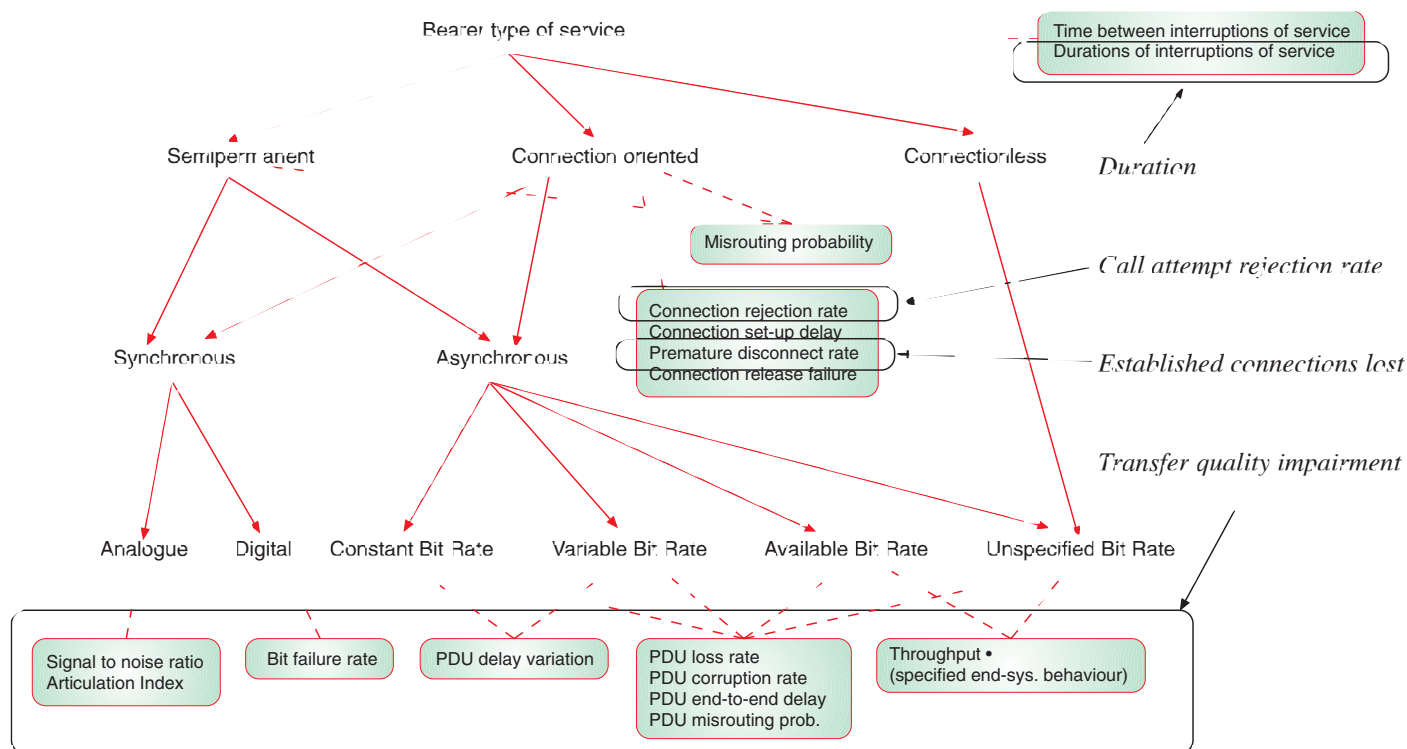 Bearer type of service
Time between interruptions of service
Durations of interruptions of service
Semipermanent
Connection oriented
Connectionless
Duration
Misrouting probability
Call attempt rejection rate
Connection rejection rate
Connection set-up delay
Premature disconnect rate
Connection release failure
Synchronous
Asynchronous
Established connections lost
Transfer quality impairment
Analogue
Digital
Constant Bit Rate
Variable Bit Rate
Available Bit Rate
Unspecified Bit Rate
Signal to noise ratio
Articulation Index
Bit failure rate
PDU delay variation
PDU loss rate
PDU corruption rate
PDU end-to-end delay
PDU misrouting prob.
Throughput •
(specified end-sys. behaviour)